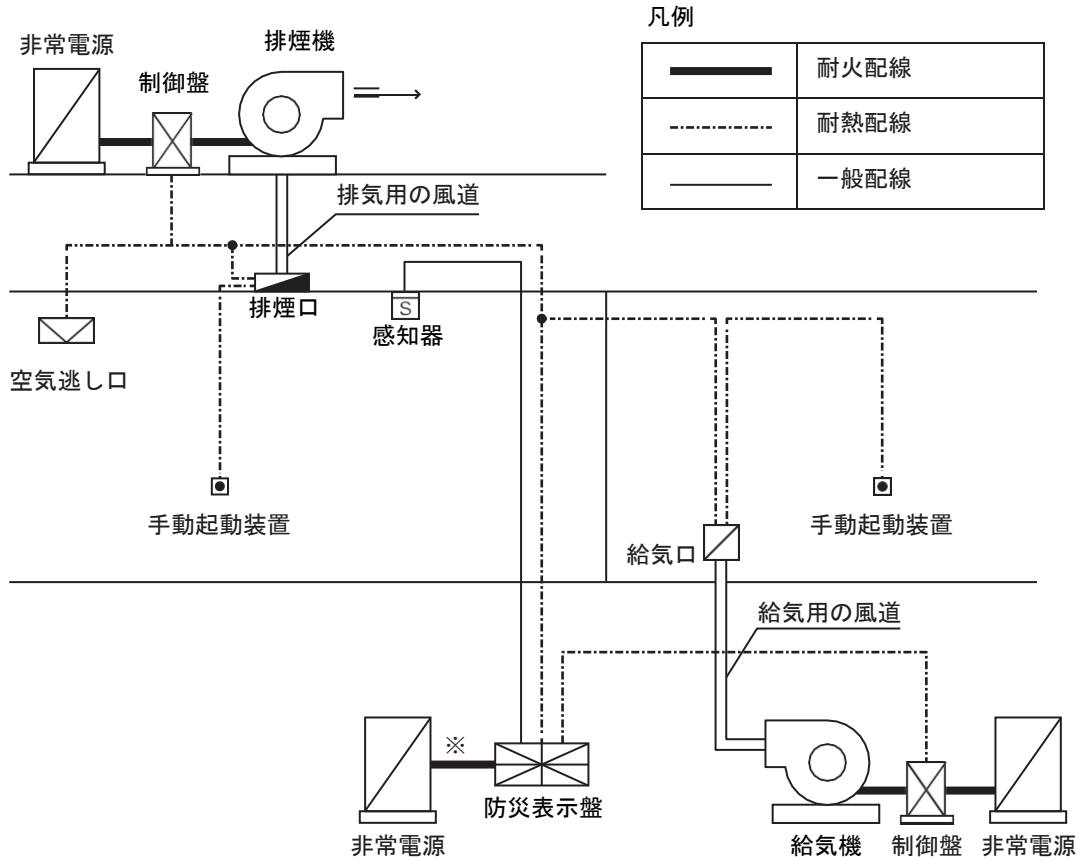 凡例
耐火配線
耐熱配線
一般配線
非常電源
制御盤
排煙機
排気用の風道
排煙口
S
感知器
空気逃し口
手動起動装置
手動起動装置
給気口
給気用の風道
※
非常電源
防災表示盤
給気機
制御盤
非常電源